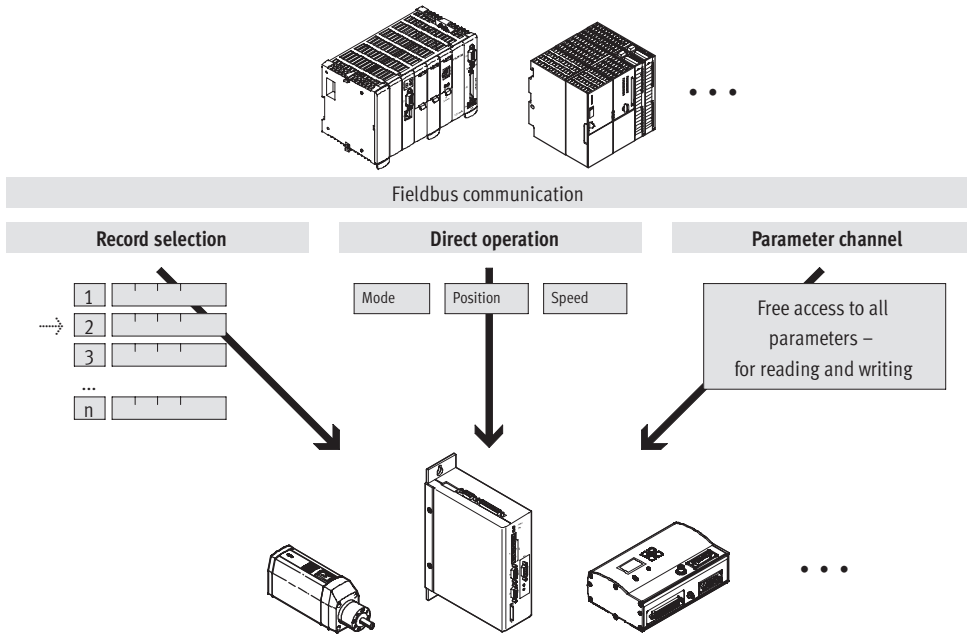 Fieldbus communication
Record selection
Direct operation
Parameter channel
1
2
3
...
n
Mode
Position
Speed
Free access to all
parameters –
for reading and writing